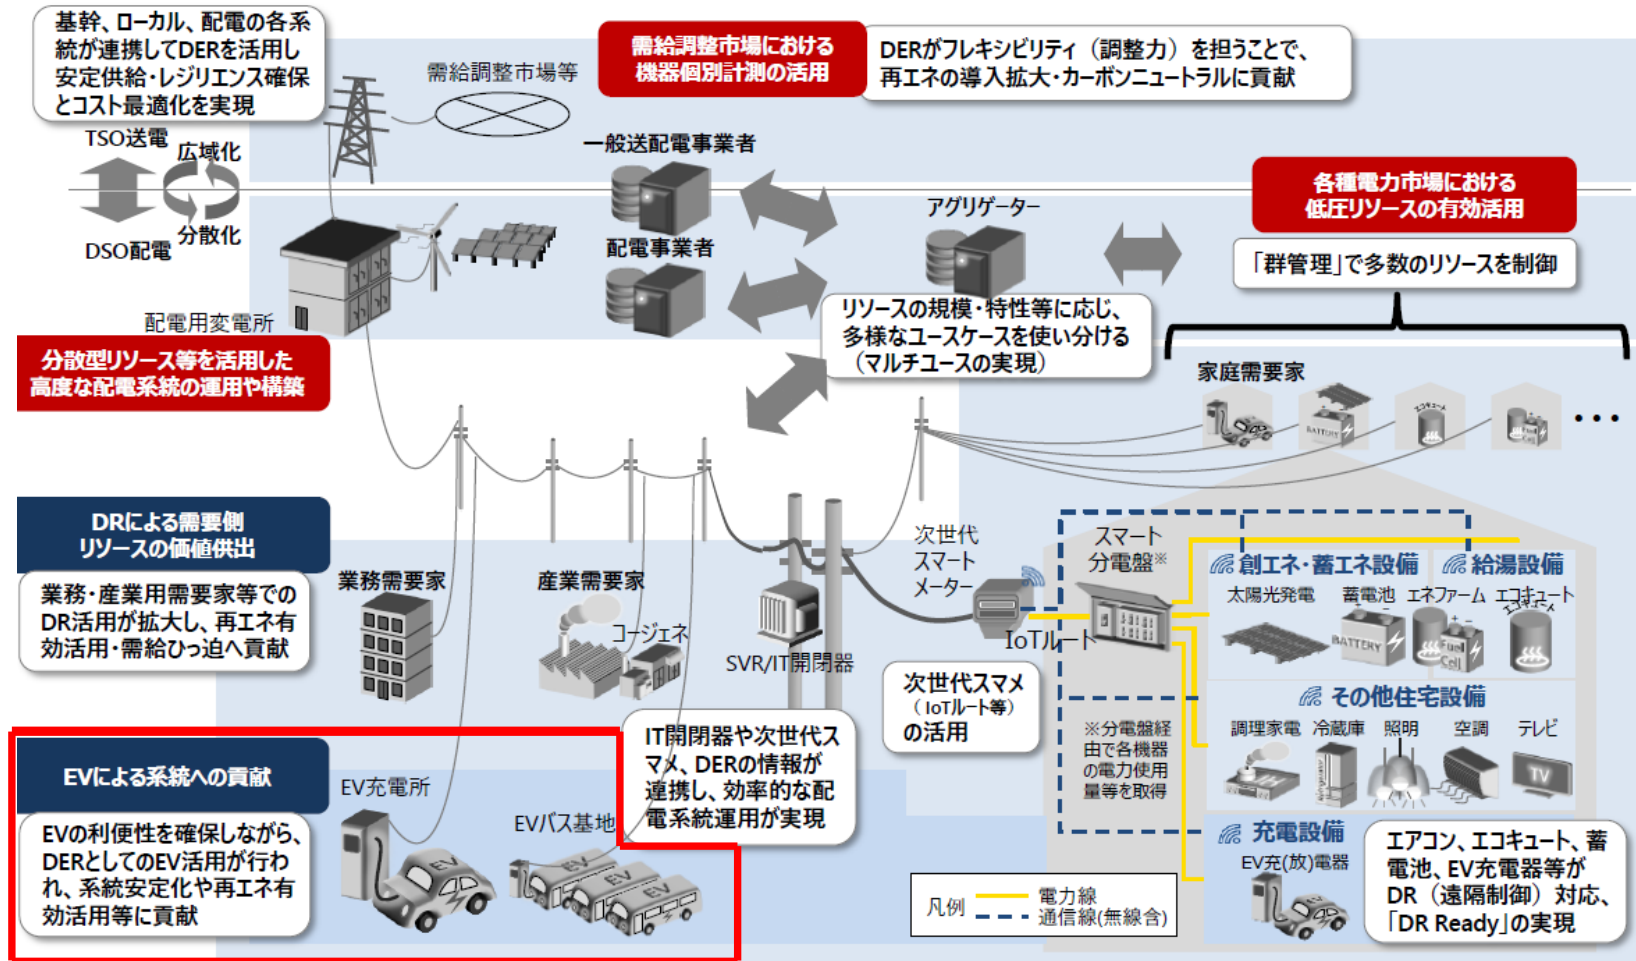 基幹、ローカル、配電の各系
統が連携してDERを活用し
安定供給・レジリエンス確保
とコスト最適化を実現
需給調整市場等
需給調整市場における
機器個別計測の活用
DERがフレキシビリティ（調整力）を担うことで、
再エネの導入拡大・カーボンニュートラルに貢献
TSO送電
広域化
分散化
DSO配電
一般送配電事業者
配電事業者
アグリゲーター
各種電力市場における
低圧リソースの有効活用
「群管理」で多数のリソースを制御
配電用変電所
リソースの規模・特性等に応じ、
多様なユースケースを使い分ける
（マルチユースの実現）
分散型リソース等を活用した
高度な配電系統の運用や構築
家庭需要家
BATTERY
エコキュート
Fuel
Cell
・・・
DRによる需要側
リソースの価値供出
業務・産業用需要家等での
DR活用が拡大し、再エネ有
効活用・需給ひっ迫へ貢献
業務需要家
産業需要家
コージェネ
SVR/IT開閉器
次世代
スマート
メーター
IoTルート
スマート
分電盤※
次世代スマメ
（IoTルート等）
の活用
※分電盤経
由で各機器
の電力使用
量等を取得
創エネ・蓄エネ設備
給湯設備
太陽光発電
蓄電池
エネファーム
エコキュート
BATTERY
Fuel
Cell
エコキュート
その他住宅設備
調理家電
冷蔵庫
照明
空調
テレビ
TV
充電設備
EV充(放)電器
エアコン、エコキュート、蓄
電池、EV充電器等が
DR（遠隔制御）対応、
「DR Ready」の実現
EVによる系統への貢献
EVの利便性を確保しながら、
DERとしてのEV活用が行わ
れ、系統安定化や再エネ有
効活用等に貢献
EV充電所
EV
EVバス基地
EV
EV
EV
IT開閉器や次世代ス
マメ、DERの情報が
連携し、効率的な配
電系統運用が実現
凡例
電力線
通信線(無線含)